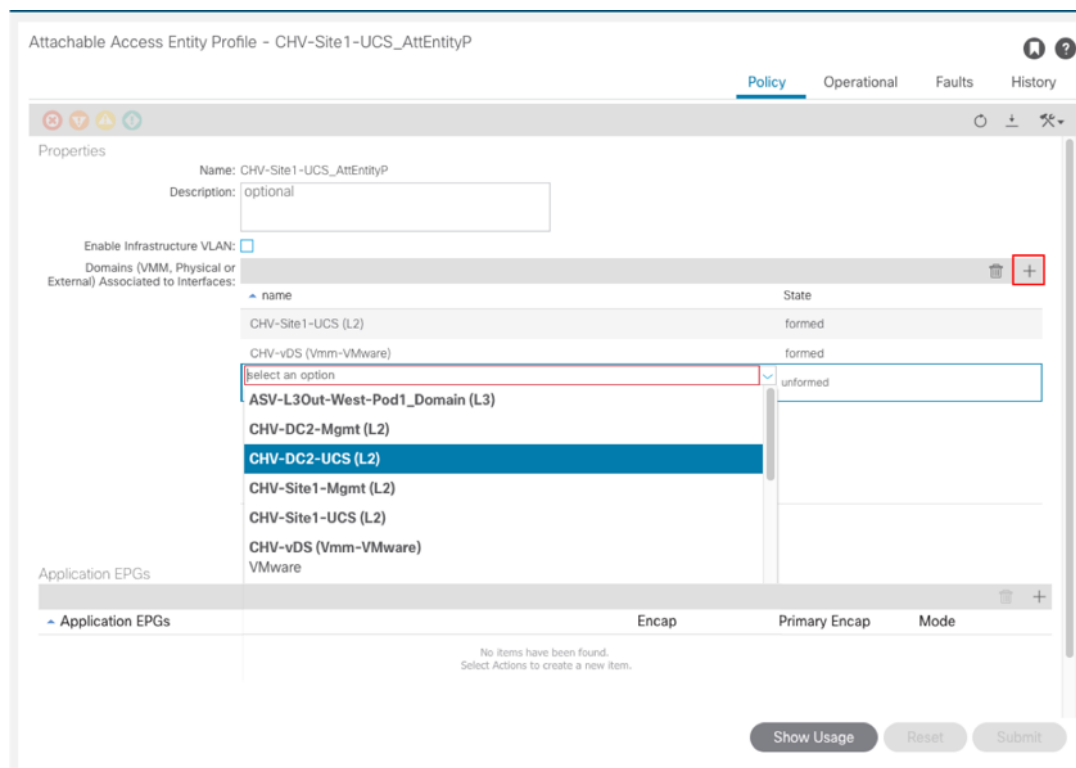 Attachable Access Entity Profile - CHV-Site1-UCS_AttEntityP
Policy Operational Faults History
Properties
Name: CHV-Site1-UCS_AttEntityP
Description: optional
Enable Infrastructure VLAN:
Domains (VMM, Physical or
External) Associated to Interfaces:
name State
CHV-Site1-UCS (L2) formed
CHV-vDS (Vmm-VMware) formed
select an option unformed
ASV-L3Out-West-Pod1_Domain (L3)
CHV-DC2-Mgmt (L2)
CHV-DC2-UCS (L2)
CHV-Site1-Mgmt (L2)
CHV-Site1-UCS (L2)
CHV-vDS (Vmm-VMware)
VMware
Application EPGs
Application EPGs Encap Primary Encap Mode
No items have been found.
Select Actions to create a new item.
Show Usage Reset Submit